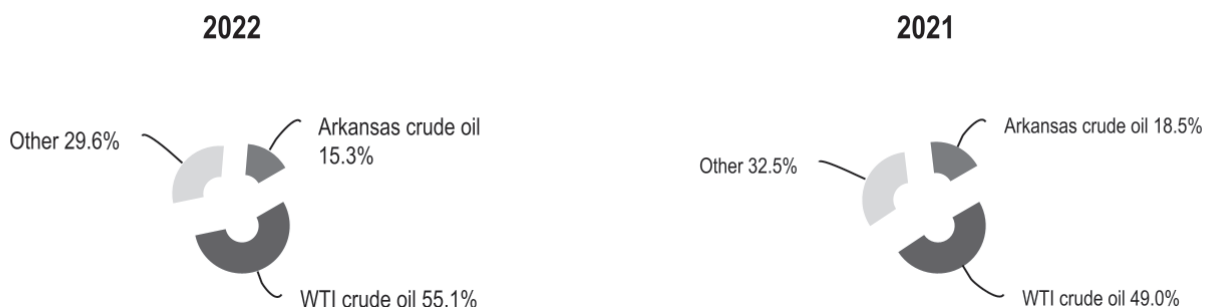 2022
2021
Other 29.6%
Arkansas crude oil
15.3%
WTI crude oil 55.1%
Arkansas crude oil 18.5%
Other 32.5%
WTI crude oil 49.0%